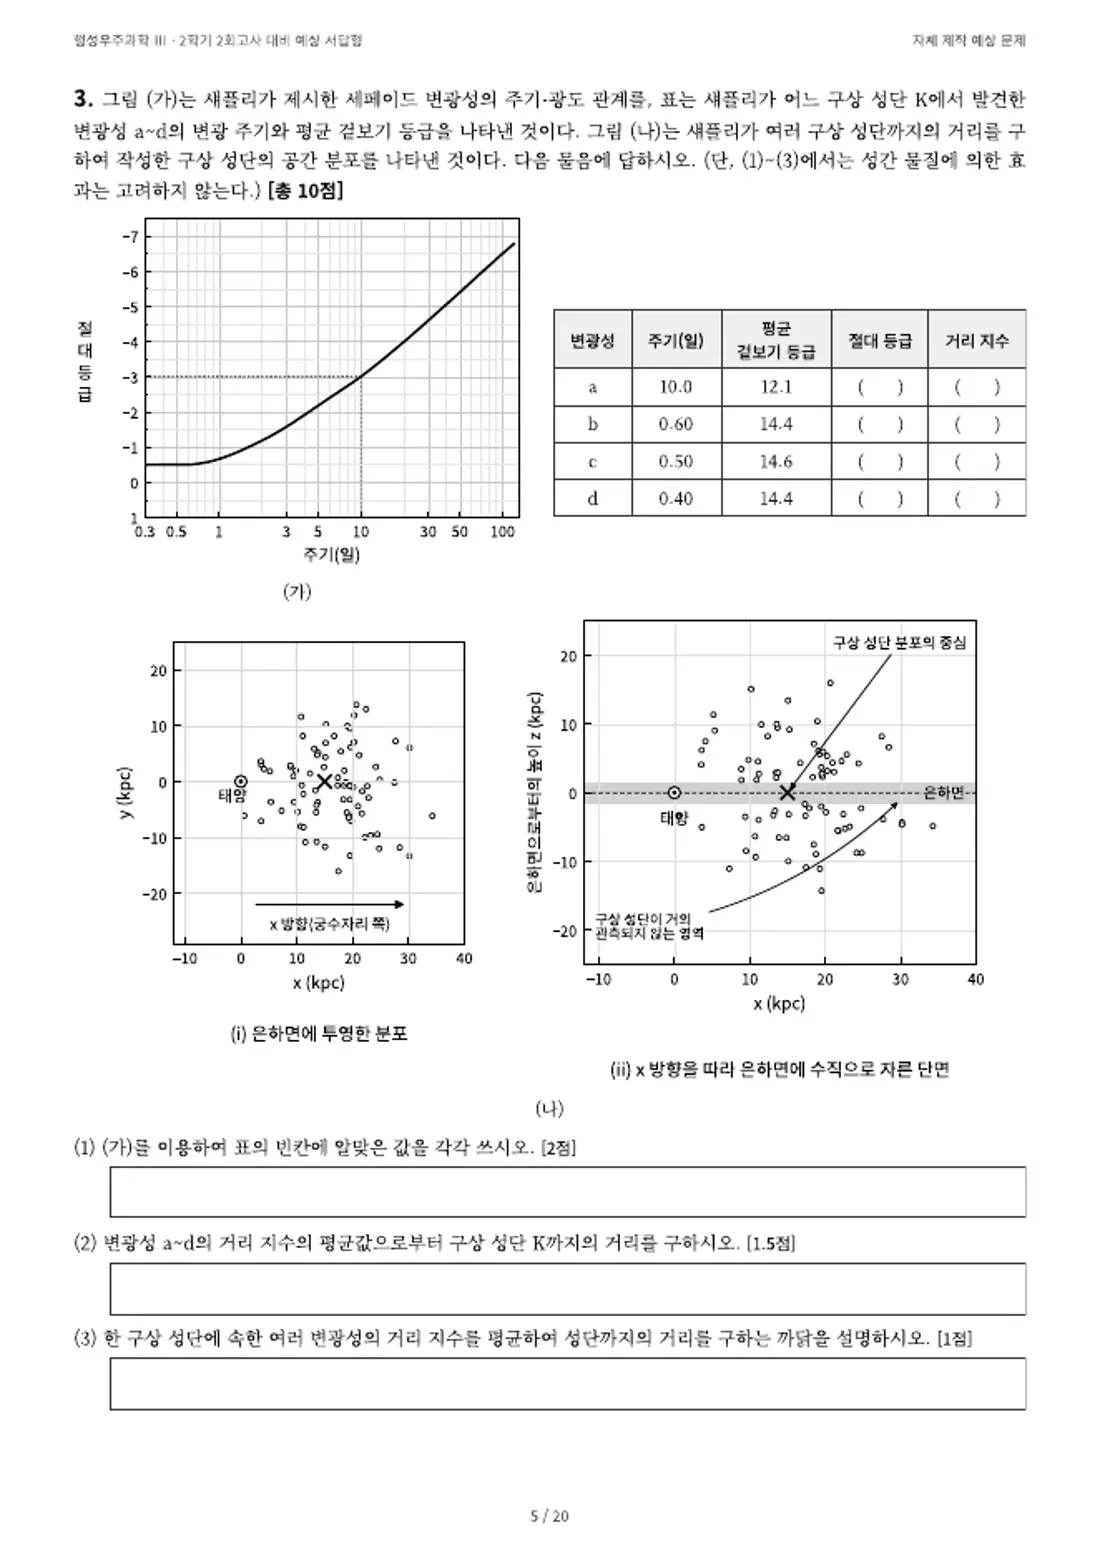 행성우주과학 III · 2학기 2회고사 대비 예상 서답형
자체 제작 예상 문제
3. 그림 (가)는 섀플리가 제시한 세페이드 변광성의 주기-광도 관계를, 표는 섀플리가 어느 구상 성단 K에서 발견한
변광성 a~d의 변광 주기와 평균 겉보기 등급을 나타낸 것이다. 그림 (나)는 섀플리가 여러 구상 성단까지의 거리를 구
하여 작성한 구상 성단의 공간 분포를 나타낸 것이다. 다음 물음에 답하시오. (단, (1)~(3)에서는 성간 물질에 의한 효
과는 고려하지 않는다.) [총 10점]
절대 등급
-7
-6
-5
-4
-3
-2
-1
0
1
0.3 0.5 1 3 5 10 30 50 100
주기(일)
(가)
변광성 주기(일) 평균 겉보기 등급 절대 등급 거리 지수
a 10.0 12.1 ( ) ( )
b 0.60 14.4 ( ) ( )
c 0.50 14.6 ( ) ( )
d 0.40 14.4 ( ) ( )
y (kpc)
20
10
0
-10
-20
태양
x 방향(궁수자리 쪽)
-10 0 10 20 30 40
x (kpc)
(i) 은하면에 투영한 분포
은하면으로부터의 높이 z (kpc)
20
10
0
-10
-20
구상 성단 분포의 중심
은하면
태양
구상 성단이 거의
관측되지 않는 영역
-10 0 10 20 30 40
x (kpc)
(ii) x 방향을 따라 은하면에 수직으로 자른 단면
(나)
(1) (가)를 이용하여 표의 빈칸에 알맞은 값을 각각 쓰시오. [2점]
(2) 변광성 a~d의 거리 지수의 평균값으로부터 구상 성단 K까지의 거리를 구하시오. [1.5점]
(3) 한 구상 성단에 속한 여러 변광성의 거리 지수를 평균하여 성단까지의 거리를 구하는 까닭을 설명하시오. [1점]
5 / 20